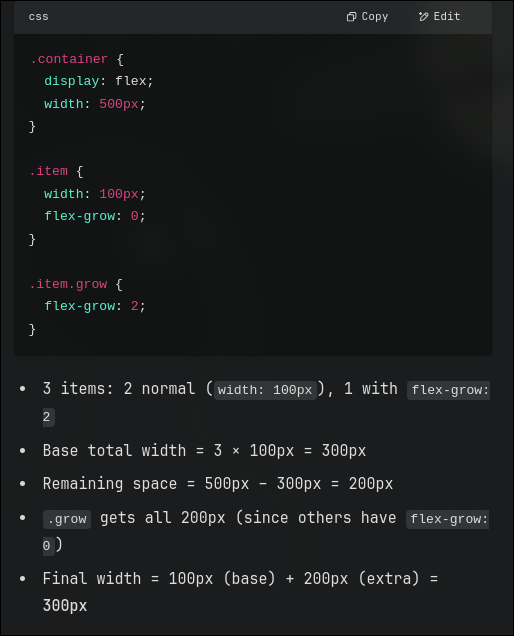 css Copy Edit
.container {
  display: flex;
  width: 500px;
}
.item {
  width: 100px;
  flex-grow: 0;
}
.item.grow {
  flex-grow: 2;
}
• 3 items: 2 normal (width: 100px), 1 with flex-grow:
2
• Base total width = 3 × 100px = 300px
• Remaining space = 500px − 300px = 200px
• .grow gets all 200px (since others have flex-grow:
0)
• Final width = 100px (base) + 200px (extra) =
300px